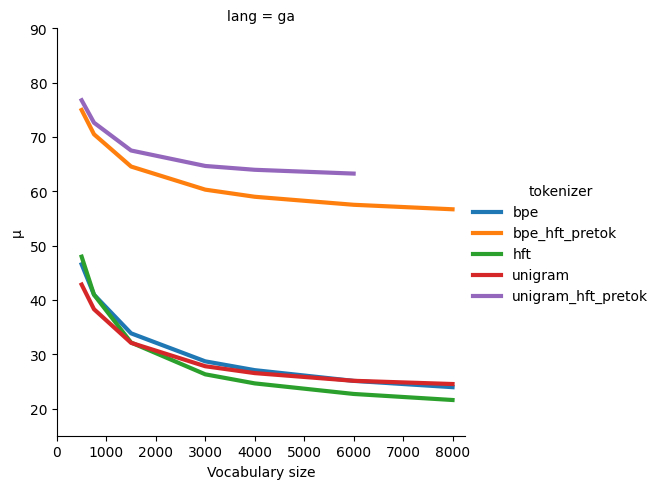 lang = ga
90
80
70
60
50
40
30
20
μ
0 1000 2000 3000 4000 5000 6000 7000 8000
Vocabulary size
tokenizer
bpe
bpe_hft_pretok
hft
unigram
unigram_hft_pretok